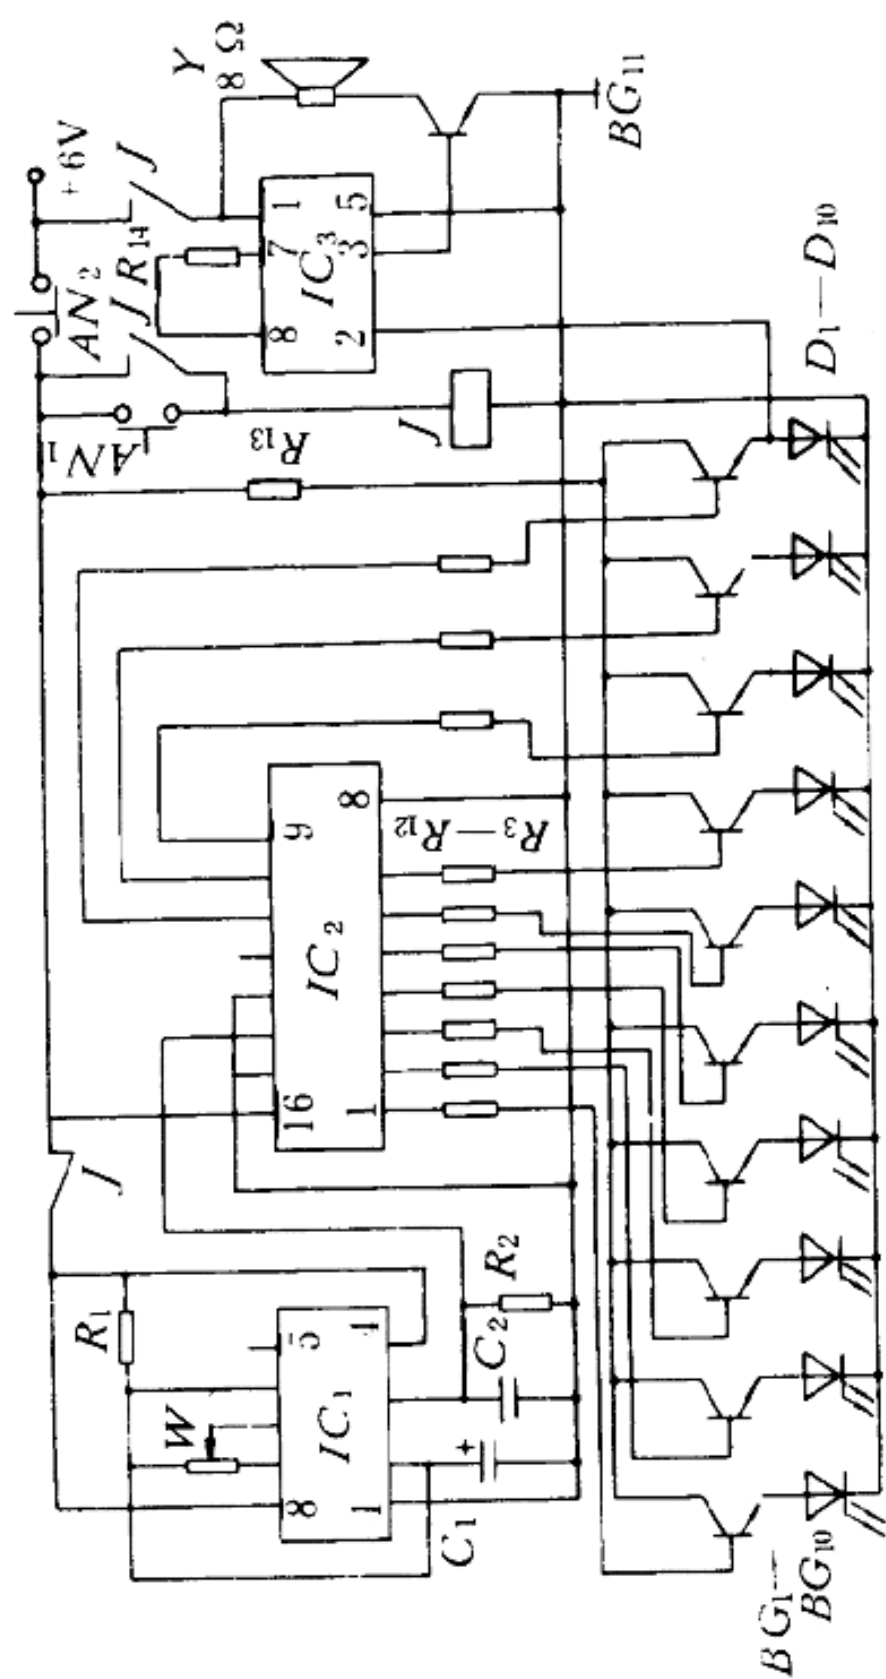 Y
8 Ω
+6V
J
BG11
AN2
J
R14
1
7
8
IC3
5
3
2
D1—D10
AN1
R13
J
9
8
IC2
16
1
R3—R12
J
R1
W
5
4
IC1
8
1
R2
C2
C1
+
BG1—
BG10